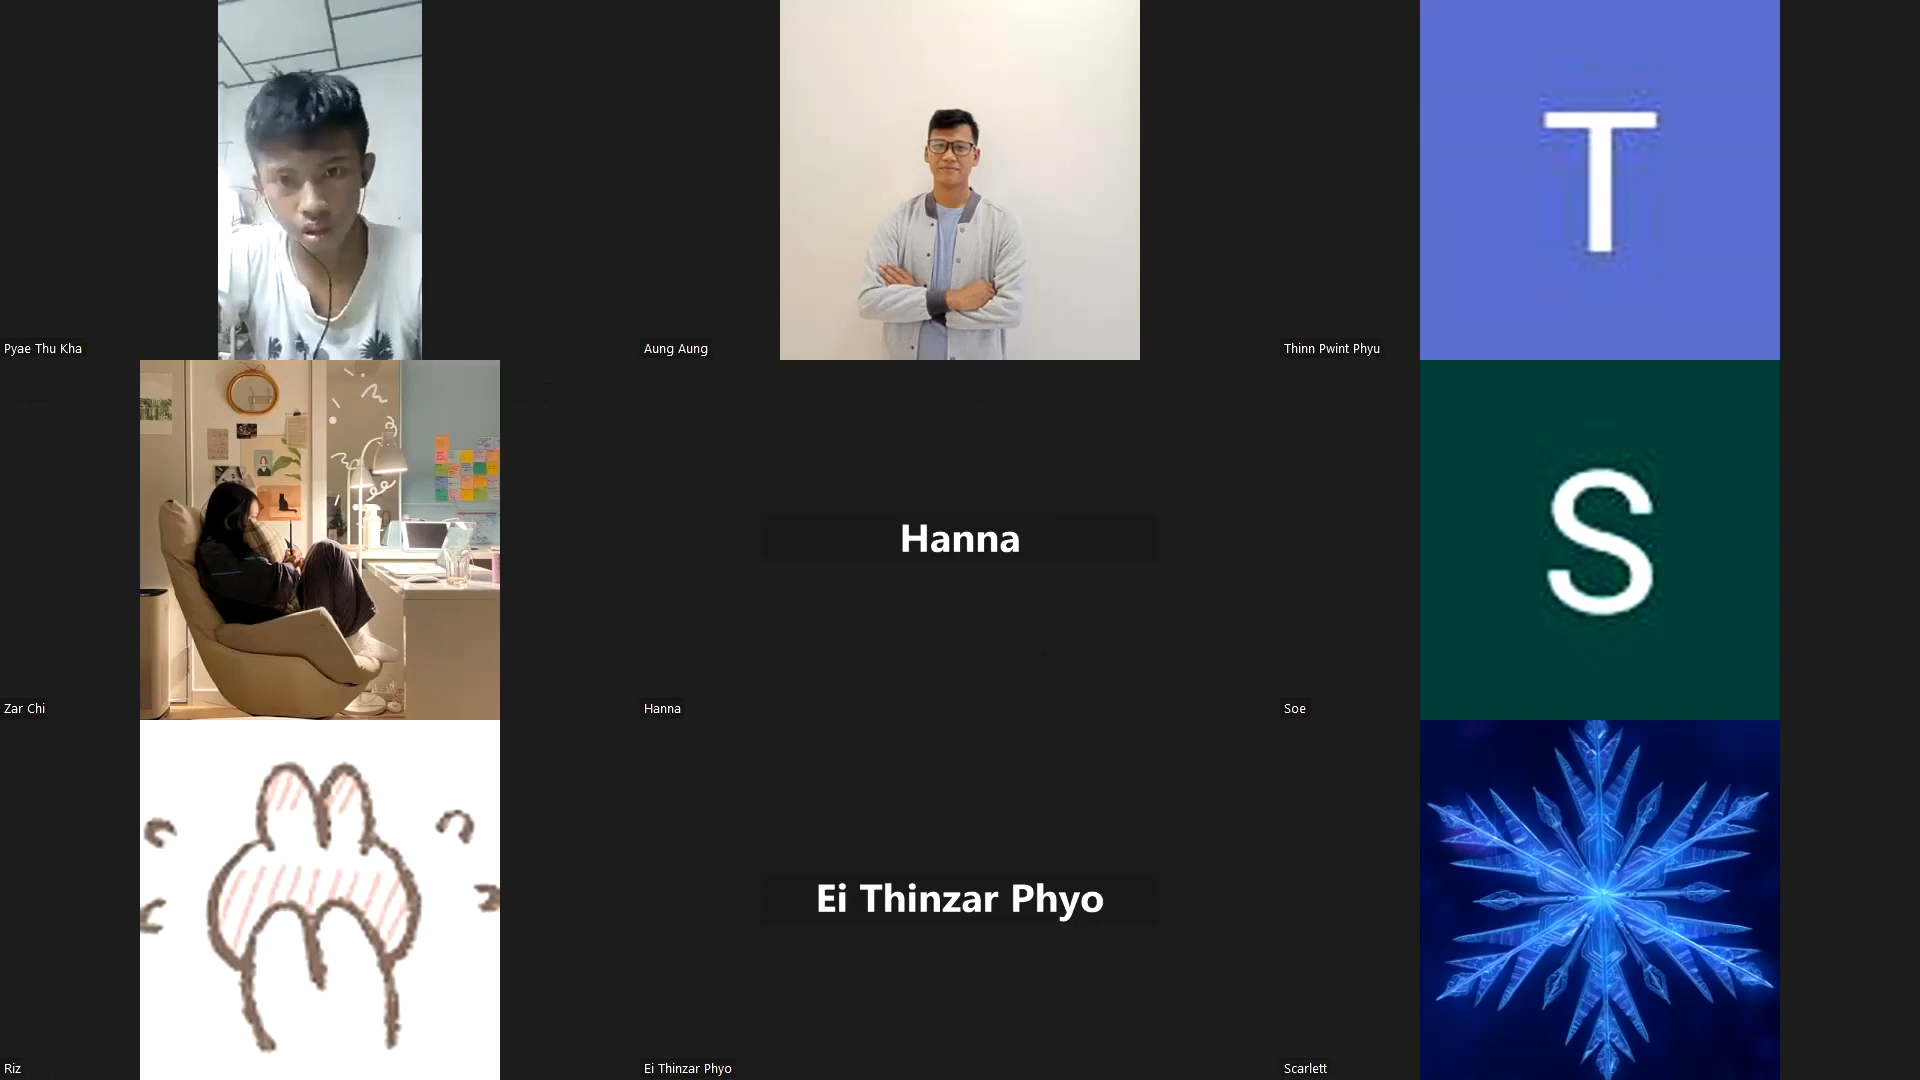 T
Pyae Thu Kha
Aung Aung
Thinn Pwint Phyu
Hanna
S
Zar Chi
Hanna
Soe
Ei Thinzar Phyo
Riz
Ei Thinzar Phyo
Scarlett